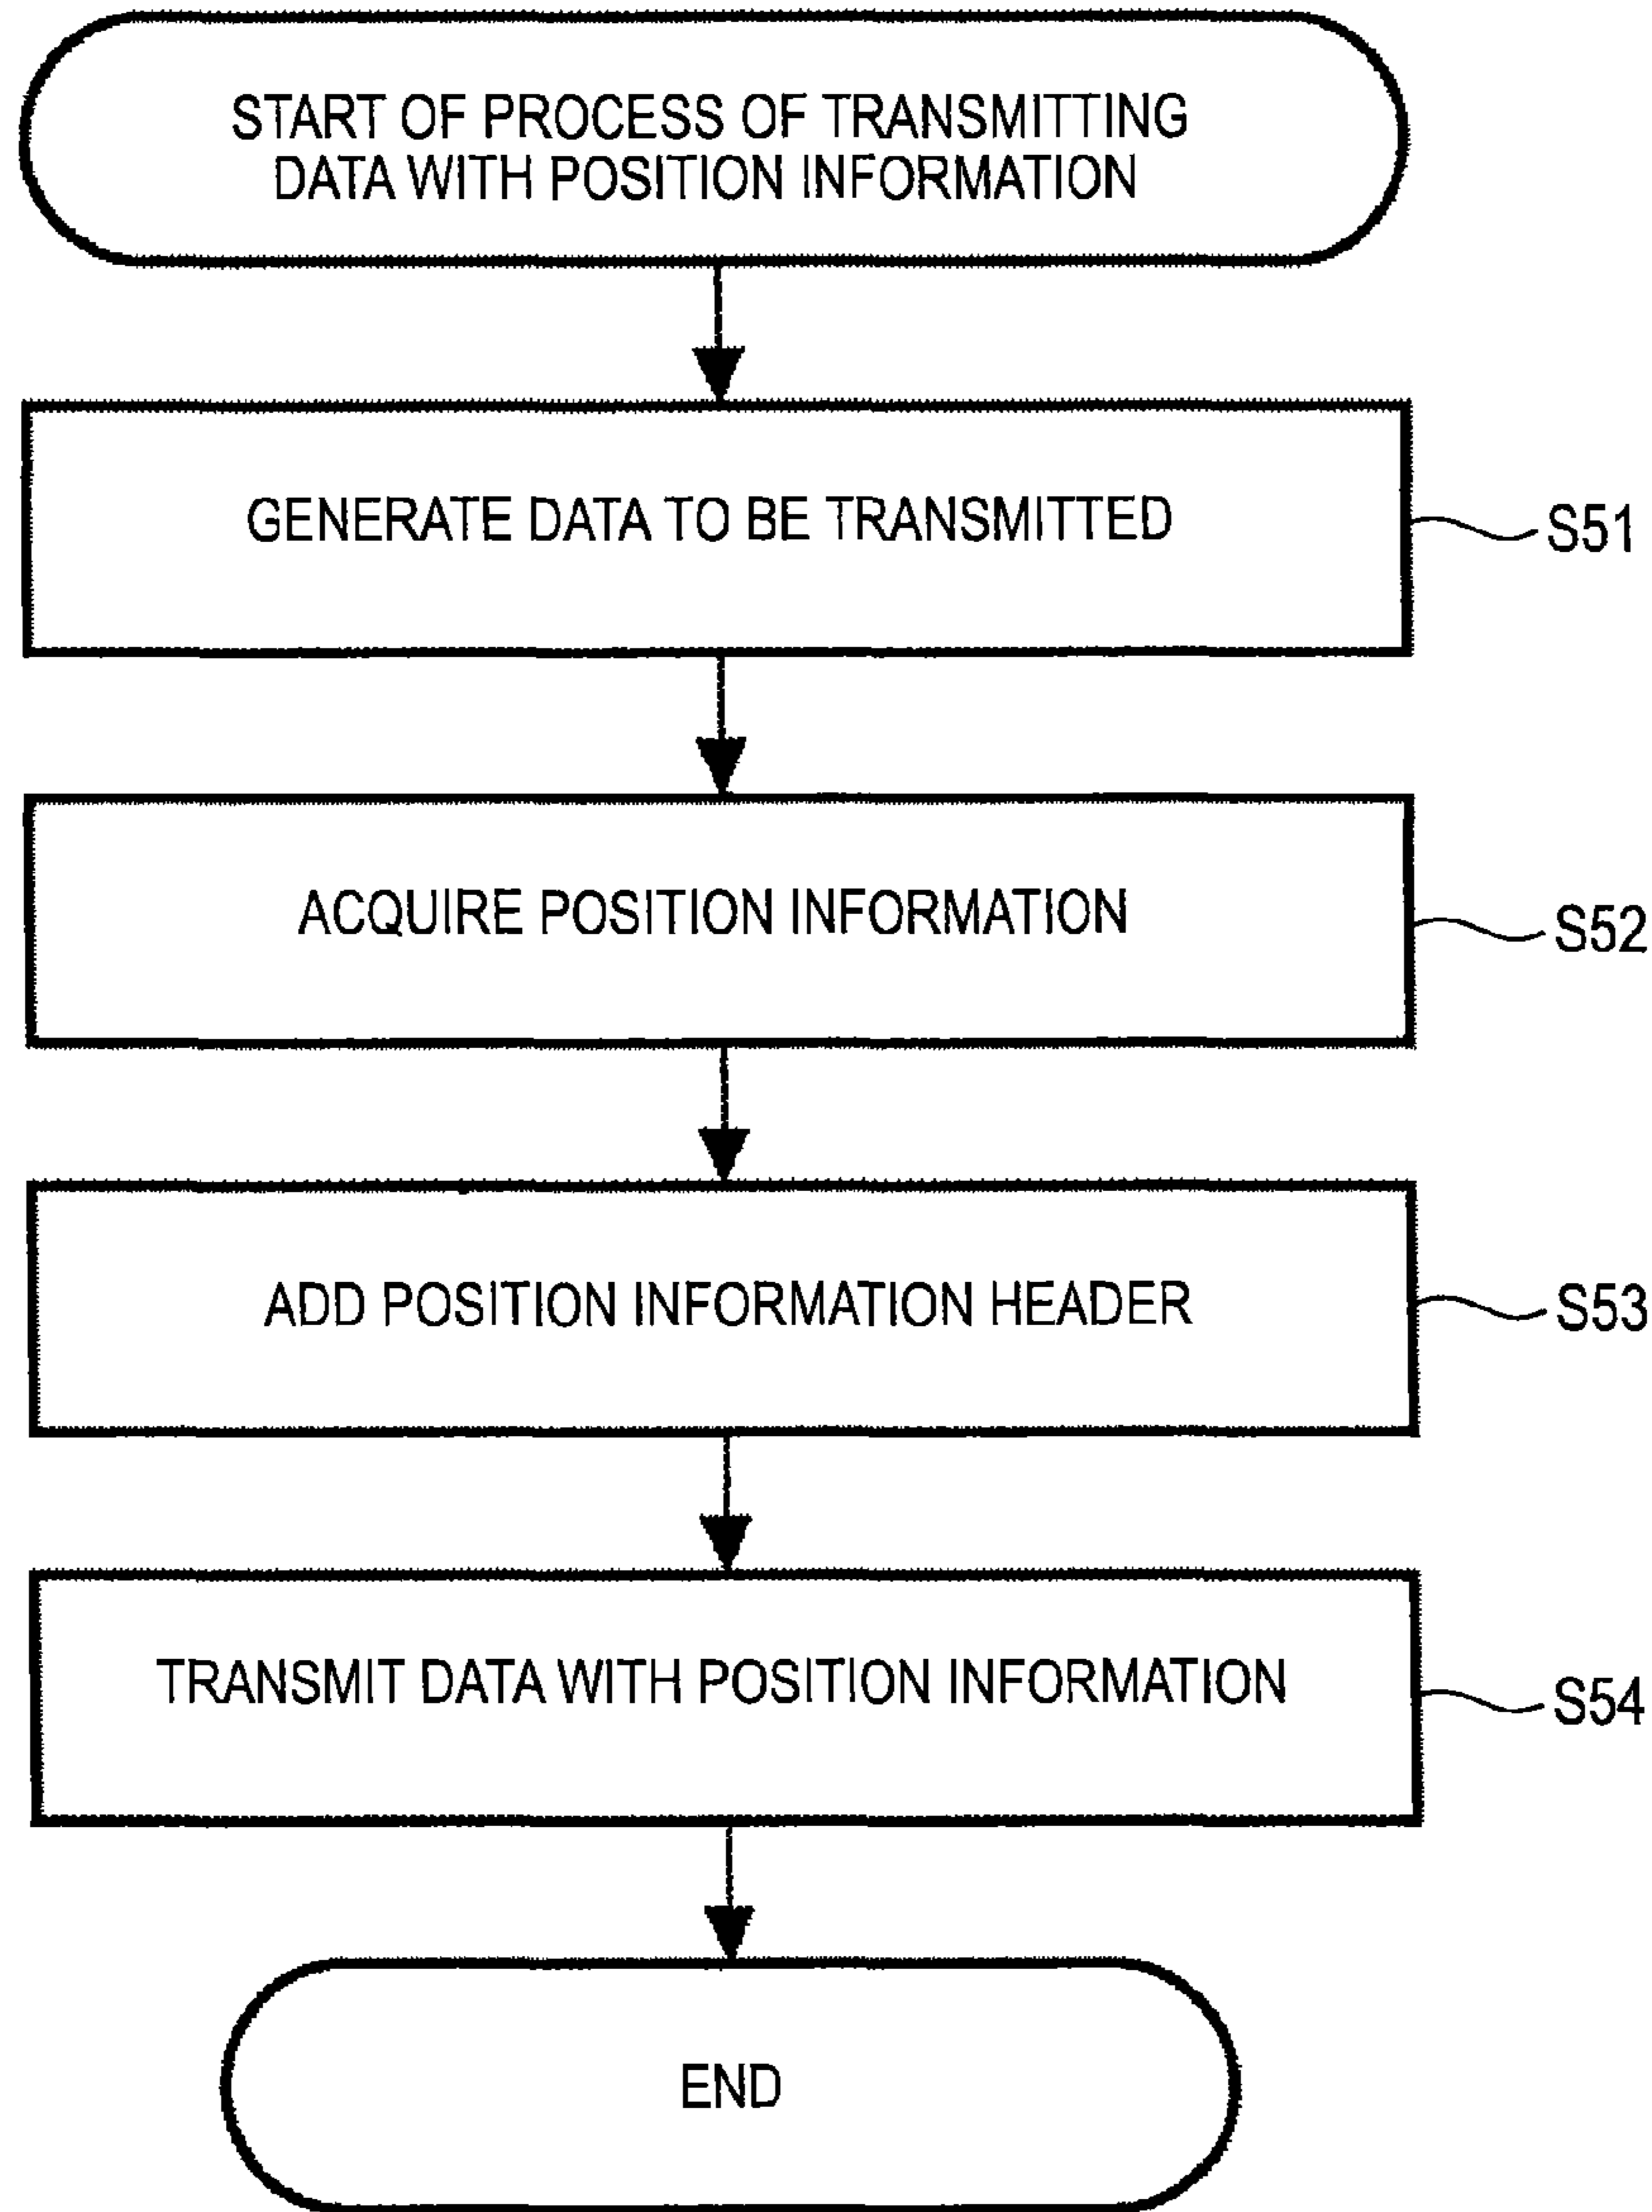 START OF PROCESS OF TRANSMITTING
DATA WITH POSITION INFORMATION
GENERATE DATA TO BE TRANSMITTED
S51
ACQUIRE POSITION INFORMATION
S52
ADD POSITION INFORMATION HEADER
S53
TRANSMIT DATA WITH POSITION INFORMATION
S54
END